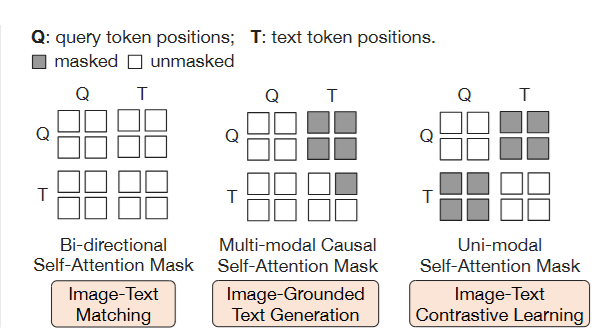 Q: query token positions; T: text token positions.
masked unmasked
Q T Q T Q T
Q Q Q
T T T
Bi-directional Multi-modal Causal Uni-modal
Self-Attention Mask Self-Attention Mask Self-Attention Mask
Image-Text Image-Grounded Image-Text
Matching Text Generation Contrastive Learning